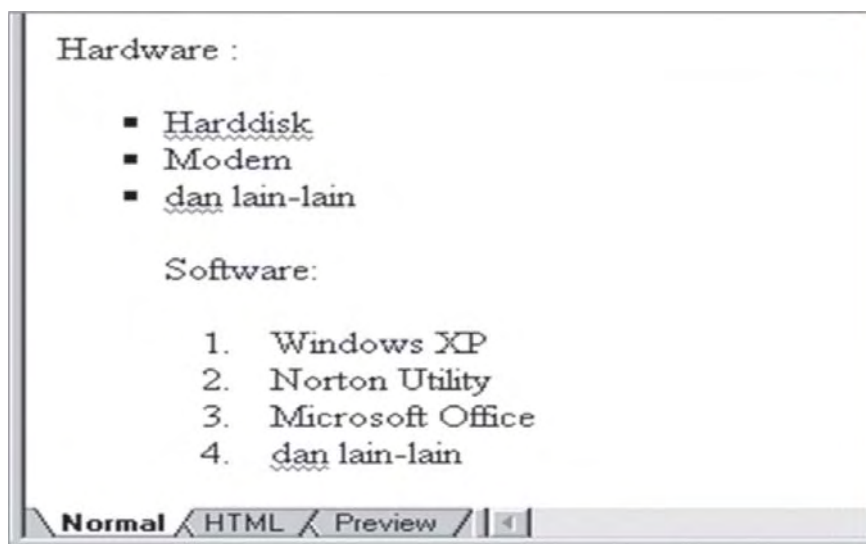 Hardware :
▪ Harddisk
▪ Modem
▪ dan lain-lain
Software:
1. Windows XP
2. Norton Utility
3. Microsoft Office
4. dan lain-lain
Normal HTML Preview